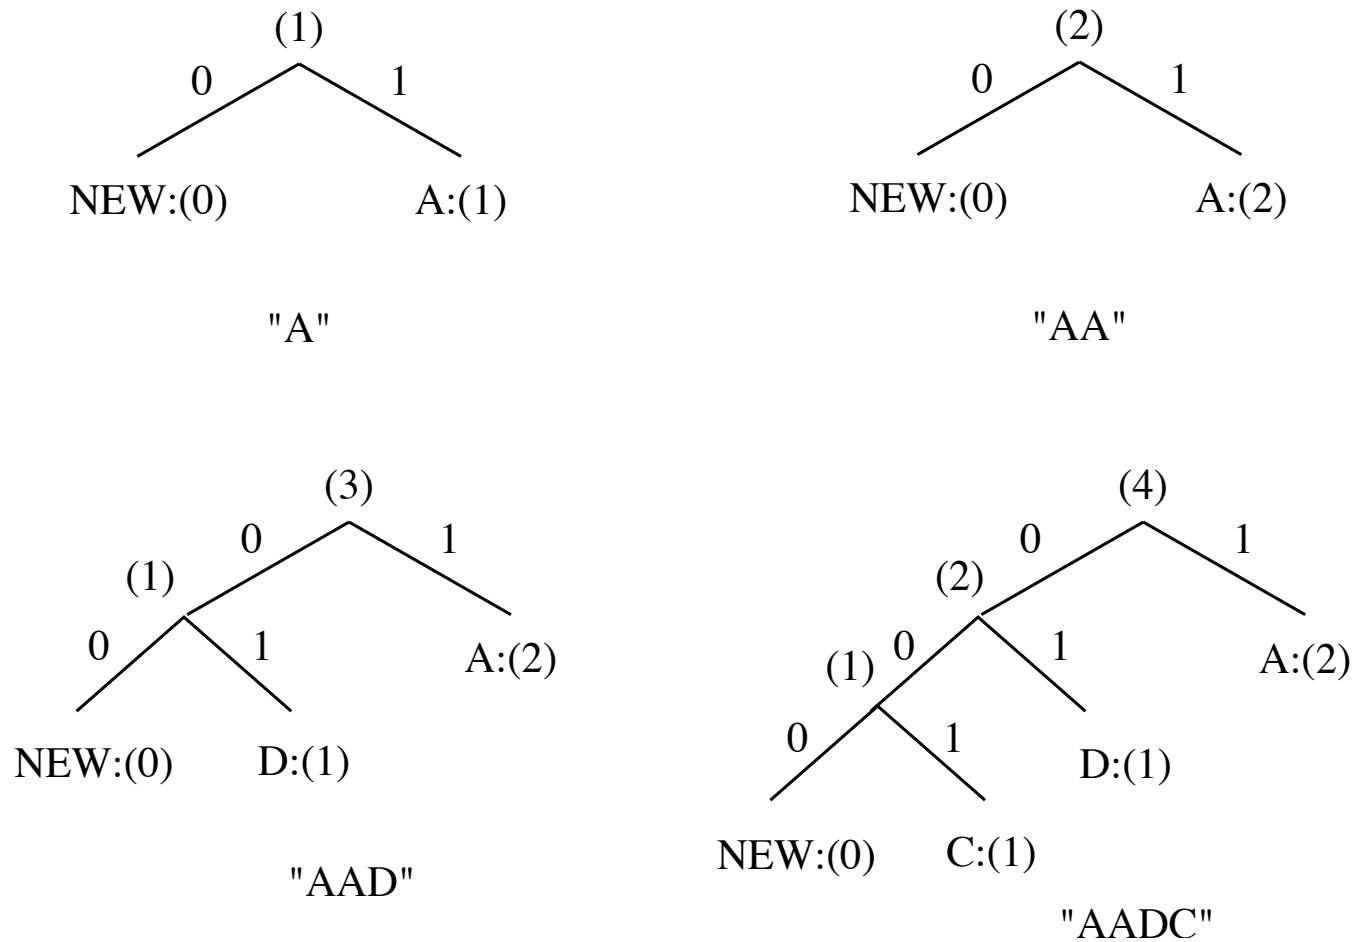 (1)
0 1
NEW:(0) A:(1)
"A"
(2)
0 1
NEW:(0) A:(2)
"AA"
(3)
0 1
(1)
0 1 A:(2)
NEW:(0) D:(1)
"AAD"
(4)
0 1
(2)
(1) 0 1 A:(2)
0 1 D:(1)
NEW:(0) C:(1)
"AADC"